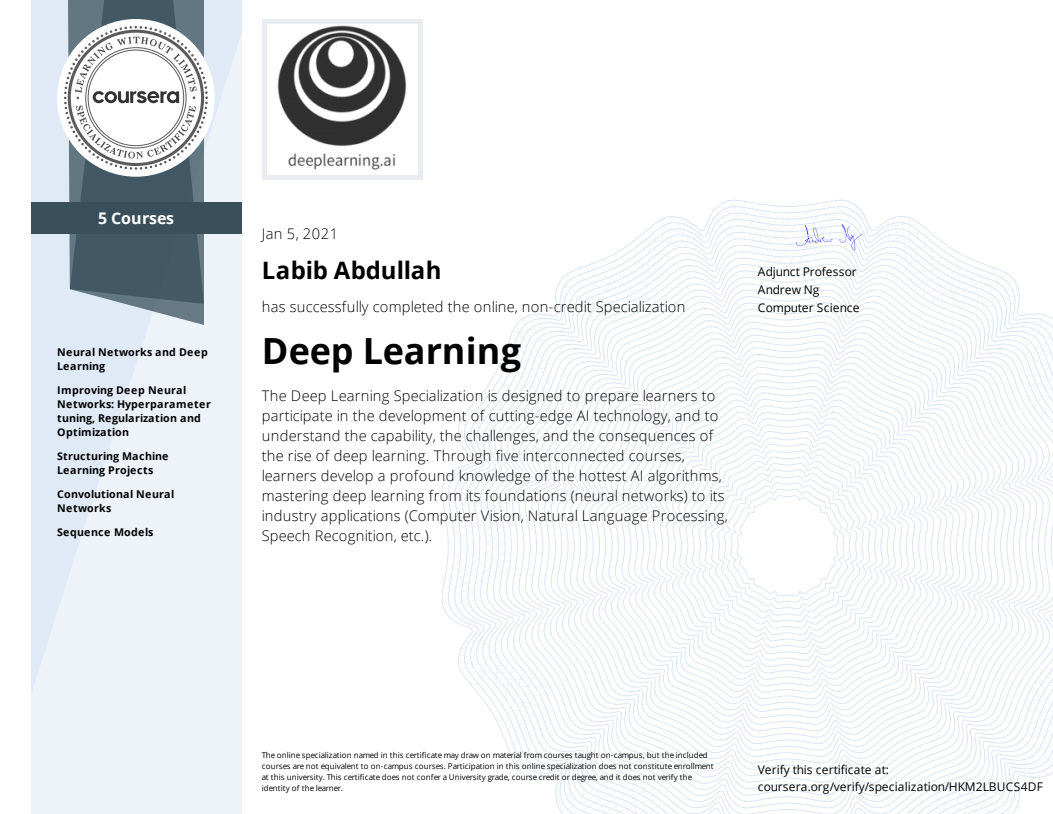 LEARNING WITHOUT LIMITS
coursera
SPECIALIZATION CERTIFICATE
deeplearning.ai
5 Courses
Neural Networks and Deep
Learning
Improving Deep Neural
Networks: Hyperparameter
tuning, Regularization and
Optimization
Structuring Machine
Learning Projects
Convolutional Neural
Networks
Sequence Models
Jan 5, 2021
Labib Abdullah
has successfully completed the online, non-credit Specialization
Deep Learning
The Deep Learning Specialization is designed to prepare learners to
participate in the development of cutting-edge AI technology, and to
understand the capability, the challenges, and the consequences of
the rise of deep learning. Through five interconnected courses,
learners develop a profound knowledge of the hottest AI algorithms,
mastering deep learning from its foundations (neural networks) to its
industry applications (Computer Vision, Natural Language Processing,
Speech Recognition, etc.).
Andrew Ng
Adjunct Professor
Andrew Ng
Computer Science
The online specialization named in this certificate may draw on material from courses taught on-campus, but the included
courses are not equivalent to on-campus courses. Participation in this online specialization does not constitute enrollment
at this university. This certificate does not confer a University grade, course credit or degree, and it does not verify the
identity of the learner.
Verify this certificate at:
coursera.org/verify/specialization/HKM2LBUCS4DF